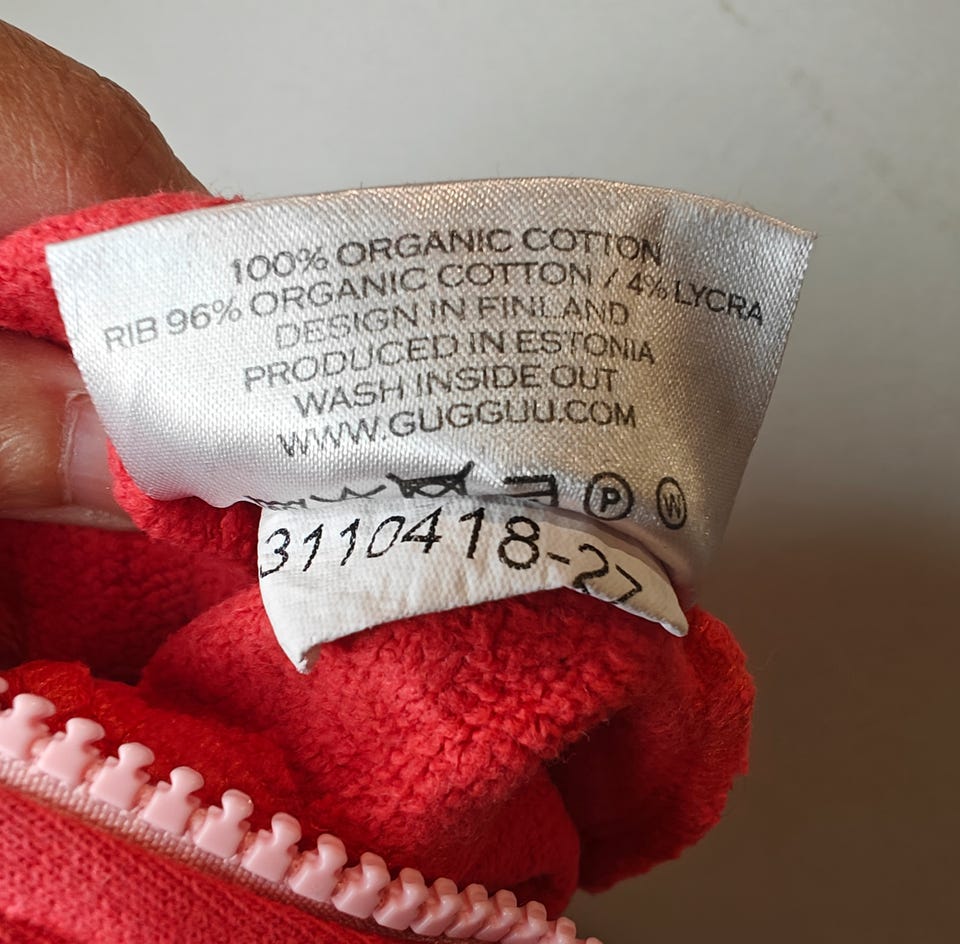 100% ORGANIC COTTON
RIB 96% ORGANIC COTTON / 4% LYCRA
DESIGN IN FINLAND
PRODUCED IN ESTONIA
WASH INSIDE OUT
WWW.GUGGUU.COM
P W
3110418-27